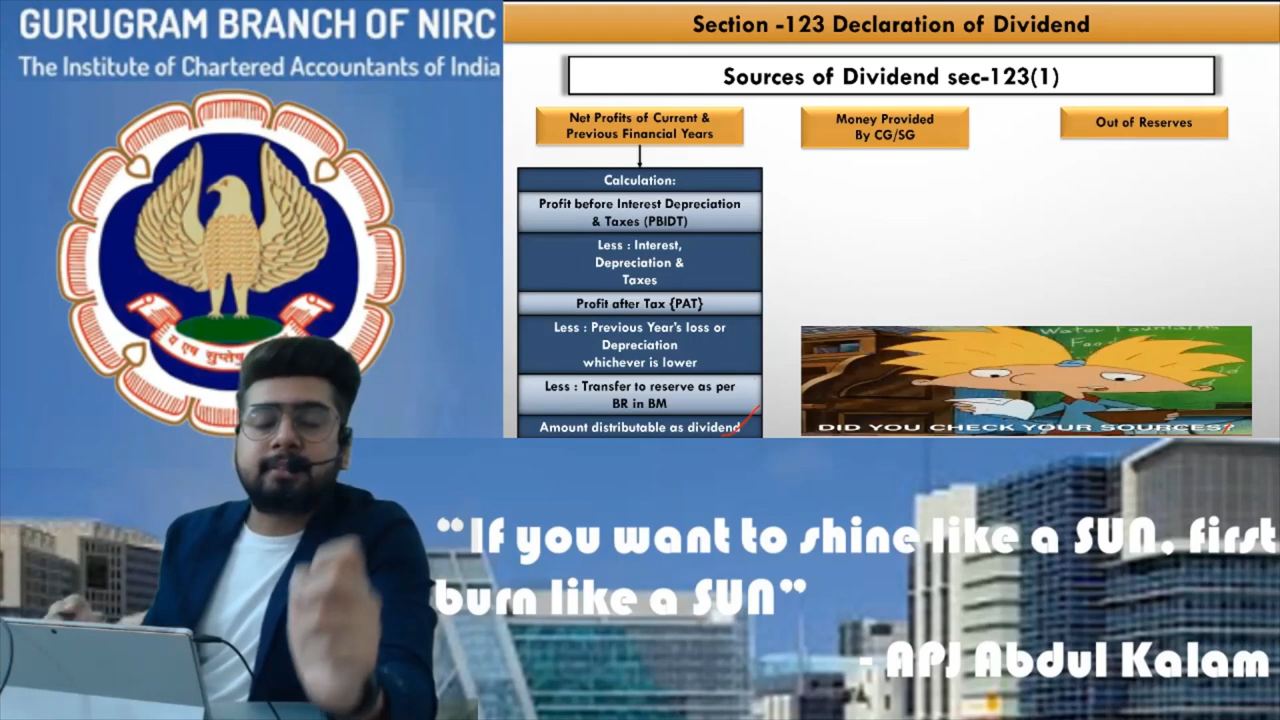 GURUGRAM BRANCH OF NIRC
The Institute of Chartered Accountants of India
य एष सुप्तेषु
Section -123 Declaration of Dividend
Sources of Dividend sec-123(1)
Net Profits of Current &
Previous Financial Years
Money Provided
By CG/SG
Out of Reserves
Calculation:
Profit before Interest Depreciation
& Taxes (PBIDT)
Less : Interest,
Depreciation &
Taxes
Profit after Tax {PAT}
Less : Previous Year's loss or
Depreciation
whichever is lower
Less : Transfer to reserve as per
BR in BM
Amount distributable as dividend
Water Fountains
DID YOU CHECK YOUR SOURCES?
“If you want to shine like a SUN, first
burn like a SUN”
- APJ Abdul Kalam